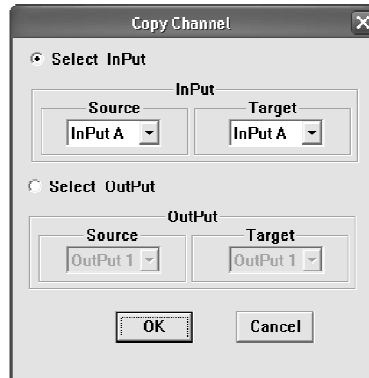 Copy Channel
Select InPut
InPut
Source Target
InPut A InPut A
Select OutPut
OutPut
Source Target
OutPut 1 OutPut 1
OK Cancel